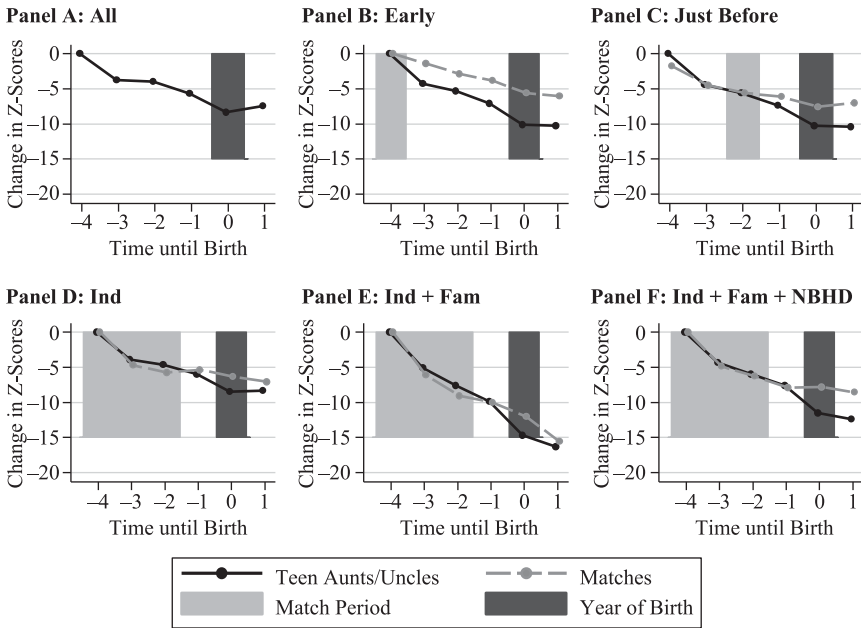 Panel A: All
Panel B: Early
Panel C: Just Before
Change in Z-Scores
0
–5
–10
–15
–20
–4 –3 –2 –1 0 1
Time until Birth
Change in Z-Scores
0
–5
–10
–15
–20
–4 –3 –2 –1 0 1
Time until Birth
Change in Z-Scores
0
–5
–10
–15
–20
–4 –3 –2 –1 0 1
Time until Birth
Panel D: Ind
Panel E: Ind + Fam
Panel F: Ind + Fam + NBHD
Change in Z-Scores
0
–5
–10
–15
–20
–4 –3 –2 –1 0 1
Time until Birth
Change in Z-Scores
0
–5
–10
–15
–20
–4 –3 –2 –1 0 1
Time until Birth
Change in Z-Scores
0
–5
–10
–15
–20
–4 –3 –2 –1 0 1
Time until Birth
Teen Aunts/Uncles
Matches
Match Period
Year of Birth